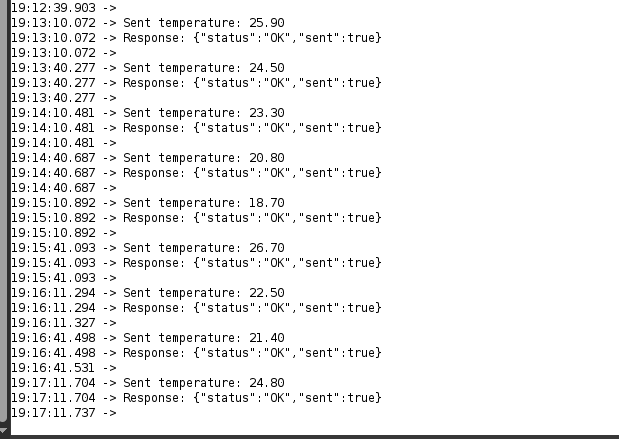 19:12:39.903 ->
19:13:10.072 -> Sent temperature: 25.90
19:13:10.072 -> Response: {"status":"OK","sent":true}
19:13:10.072 ->
19:13:40.277 -> Sent temperature: 24.50
19:13:40.277 -> Response: {"status":"OK","sent":true}
19:13:40.277 ->
19:14:10.481 -> Sent temperature: 23.30
19:14:10.481 -> Response: {"status":"OK","sent":true}
19:14:10.481 ->
19:14:40.687 -> Sent temperature: 20.80
19:14:40.687 -> Response: {"status":"OK","sent":true}
19:14:40.687 ->
19:15:10.892 -> Sent temperature: 18.70
19:15:10.892 -> Response: {"status":"OK","sent":true}
19:15:10.892 ->
19:15:41.093 -> Sent temperature: 26.70
19:15:41.093 -> Response: {"status":"OK","sent":true}
19:15:41.093 ->
19:16:11.294 -> Sent temperature: 22.50
19:16:11.294 -> Response: {"status":"OK","sent":true}
19:16:11.327 ->
19:16:41.498 -> Sent temperature: 21.40
19:16:41.498 -> Response: {"status":"OK","sent":true}
19:16:41.531 ->
19:17:11.704 -> Sent temperature: 24.80
19:17:11.704 -> Response: {"status":"OK","sent":true}
19:17:11.737 ->